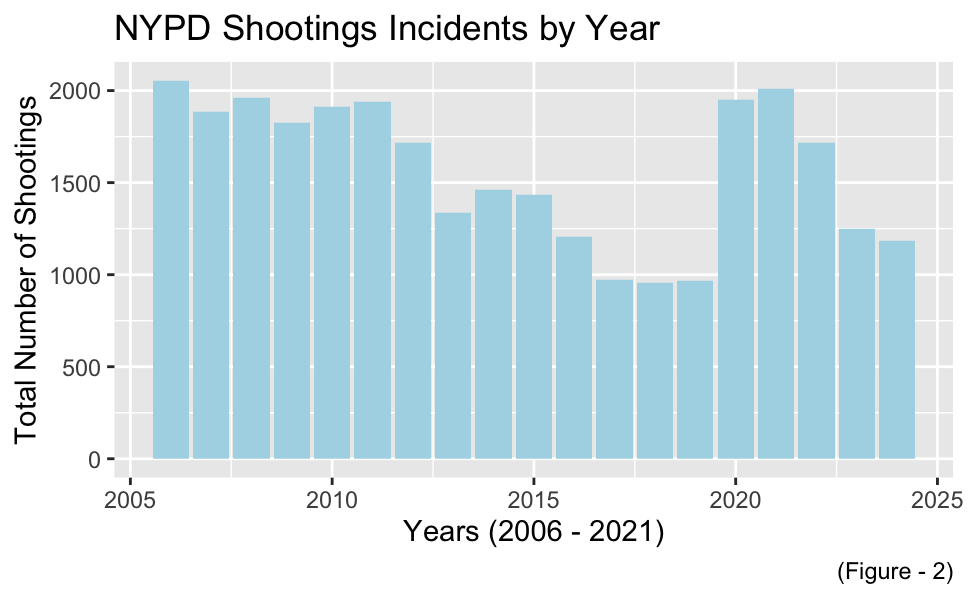 NYPD Shootings Incidents by Year
Total Number of Shootings
2000
1500
1000
500
0
2005 2010 2015 2020 2025
Years (2006 - 2021)
(Figure - 2)